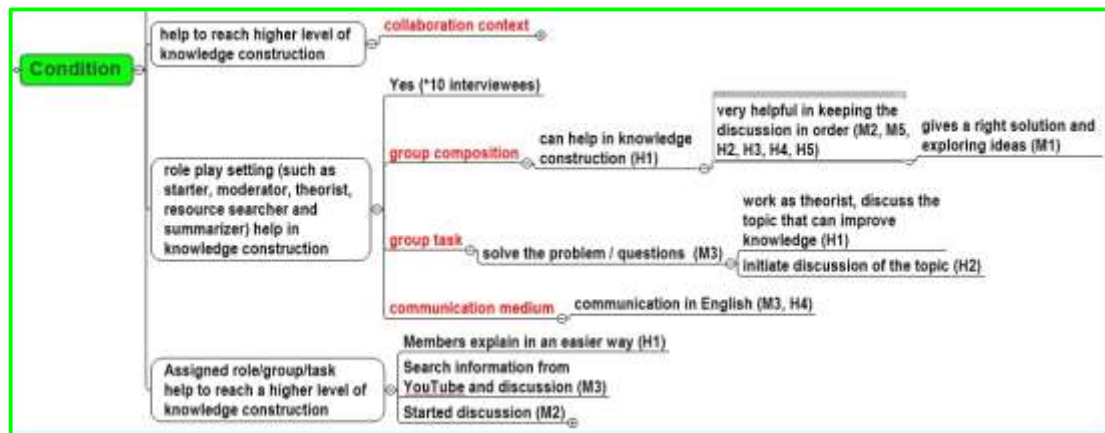 Condition
help to reach higher level of
knowledge construction
collaboration context
role play setting (such as
starter, moderator, theorist,
resource searcher and
summarizer) help in
knowledge construction
Yes (*10 interviewees)
group composition
can help in knowledge
construction (H1)
very helpful in keeping the
discussion in order (M2, M5,
H2, H3, H4, H5)
gives a right solution and
exploring ideas (M1)
group task
solve the problem / questions (M3)
work as theorist, discuss the
topic that can improve
knowledge (H1)
initiate discussion of the topic (H2)
communication medium
communication in English (M3, H4)
Assigned role/group/task
help to reach a higher level of
knowledge construction
Members explain in an easier way (H1)
Search information from
YouTube and discussion (M3)
Started discussion (M2)